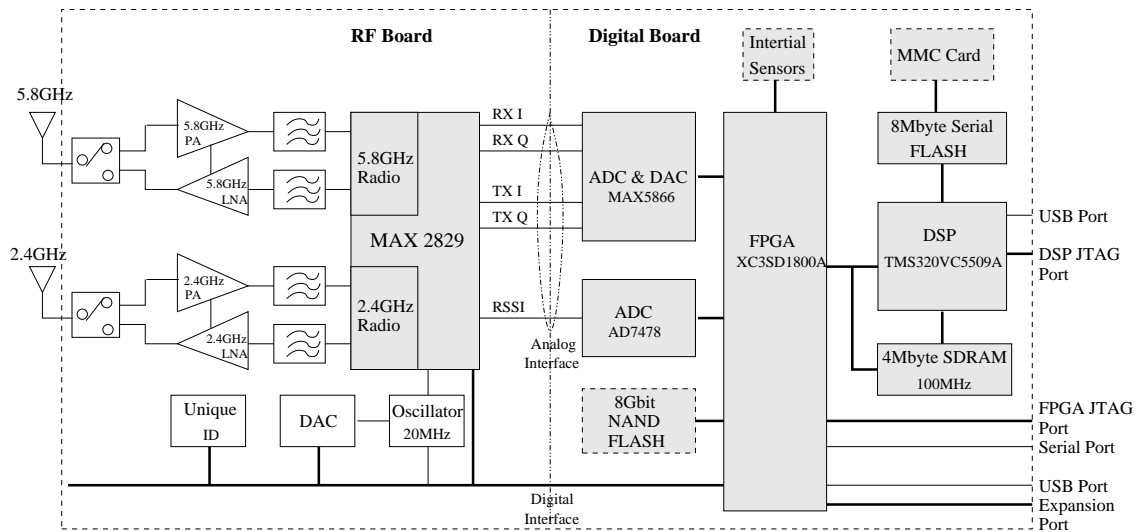 RF Board
Digital Board
Intertial
Sensors
MMC Card
5.8GHz
5.8GHz
PA
5.8GHz
LNA
5.8GHz
Radio
MAX 2829
RX I
RX Q
TX I
TX Q
RSSI
ADC & DAC
MAX5866
8Mbyte Serial
FLASH
FPGA
XC3SD1800A
DSP
TMS320VC5509A
USB Port
DSP JTAG
Port
2.4GHz
2.4GHz
PA
2.4GHz
LNA
2.4GHz
Radio
ADC
AD7478
Analog
Interface
4Mbyte SDRAM
100MHz
Unique
ID
DAC
Oscillator
20MHz
8Gbit
NAND
FLASH
FPGA JTAG
Port
Serial Port
Digital
Interface
USB Port
Expansion
Port